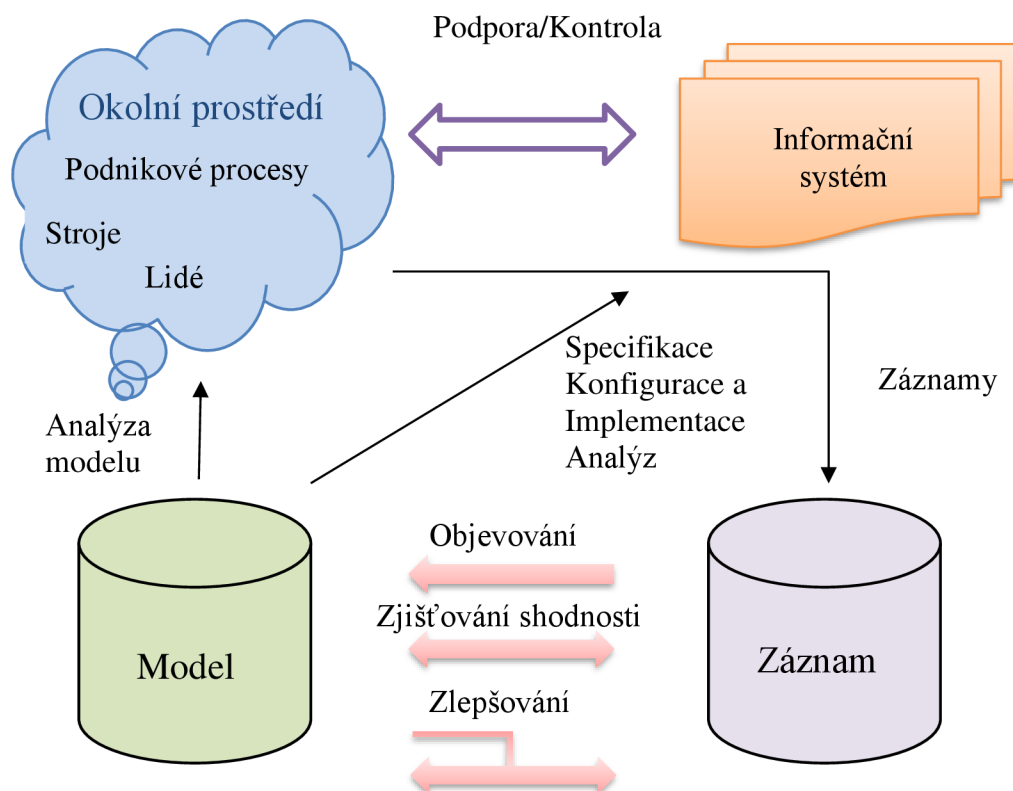 Podpora/Kontrola
Okolní prostředí
Podnikové procesy
Stroje
Lidé
Informační
systém
Specifikace
Konfigurace a
Implementace
Analýz
Záznamy
Analýza
modelu
Objevování
Zjišťování shodnosti
Zlepšování
Model
Záznam